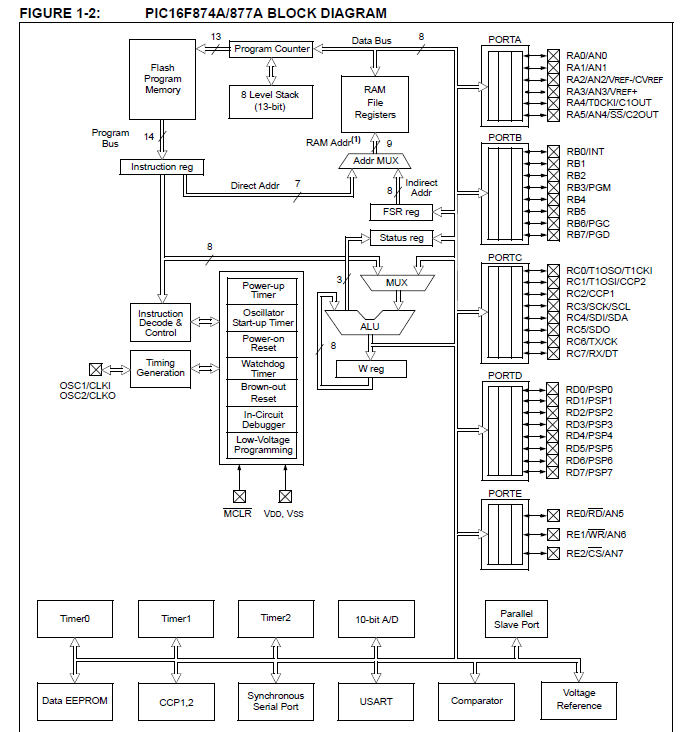 FIGURE 1-2: PIC16F874A/877A BLOCK DIAGRAM
13
Flash
Program
Memory
Program Counter
8 Level Stack
(13-bit)
Data Bus
8
RAM
File
Registers
Program
Bus
14
Instruction reg
RAM Addr(1)
9
Addr MUX
Direct Addr
7
8
Indirect
Addr
FSR reg
Status reg
8
3
MUX
ALU
8
W reg
Instruction
Decode &
Control
Timing
Generation
OSC1/CLKI
OSC2/CLKO
Power-up
Timer
Oscillator
Start-up Timer
Power-on
Reset
Watchdog
Timer
Brown-out
Reset
In-Circuit
Debugger
Low-Voltage
Programming
MCLR
VDD, VSS
PORTA
RA0/AN0
RA1/AN1
RA2/AN2/VREF-/CVREF
RA3/AN3/VREF+
RA4/T0CKI/C1OUT
RA5/AN4/SS/C2OUT
PORTB
RB0/INT
RB1
RB2
RB3/PGM
RB4
RB5
RB6/PGC
RB7/PGD
PORTC
RC0/T1OSO/T1CKI
RC1/T1OSI/CCP2
RC2/CCP1
RC3/SCK/SCL
RC4/SDI/SDA
RC5/SDO
RC6/TX/CK
RC7/RX/DT
PORTD
RD0/PSP0
RD1/PSP1
RD2/PSP2
RD3/PSP3
RD4/PSP4
RD5/PSP5
RD6/PSP6
RD7/PSP7
PORTE
RE0/RD/AN5
RE1/WR/AN6
RE2/CS/AN7
Timer0
Timer1
Timer2
10-bit A/D
Parallel
Slave Port
Data EEPROM
CCP1,2
Synchronous
Serial Port
USART
Comparator
Voltage
Reference